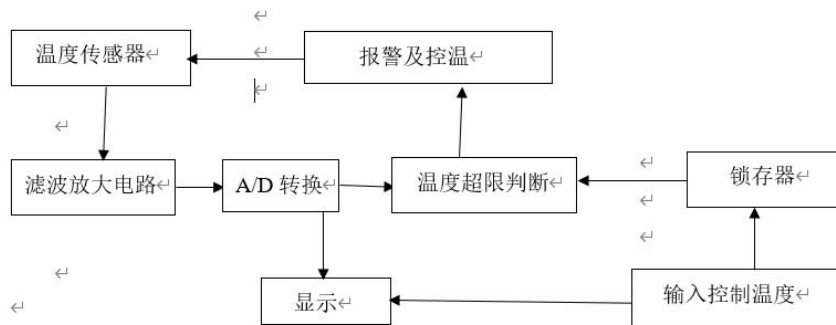 温度传感器
报警及控温
滤波放大电路
A/D 转换
温度超限判断
锁存器
显示
输入控制温度